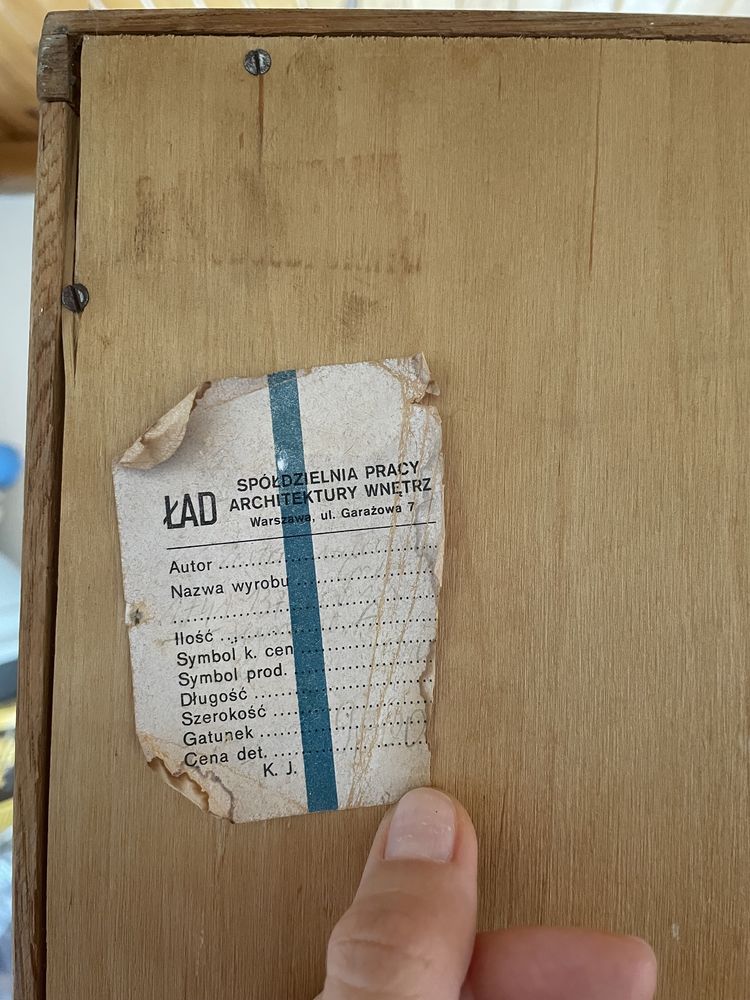 ŁAD
SPÓŁDZIELNIA PRACY
ARCHITEKTURY WNĘTRZ
Warszawa, ul. Garażowa 7
Autor
Nazwa wyrobu
Ilość
Symbol k. cen
Symbol prod.
Długość
Szerokość
Gatunek
Cena det.
K. J.